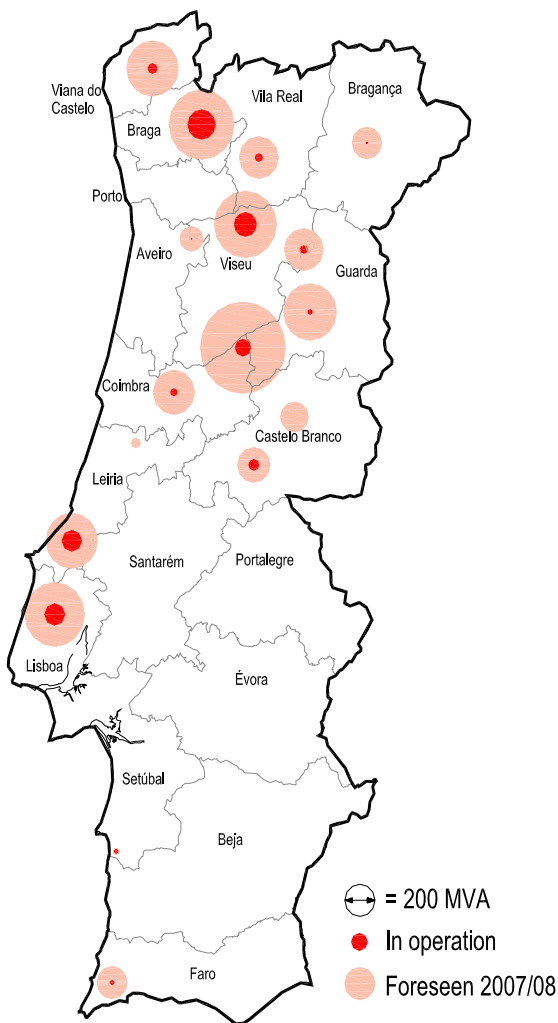 Viana do
Castelo
Braga
Vila Real
Bragança
Porto
Aveiro
Viseu
Guarda
Coimbra
Castelo Branco
Leiria
Santarém
Portalegre
Lisboa
Évora
Setúbal
Beja
Faro
= 200 MVA
In operation
Foreseen 2007/08